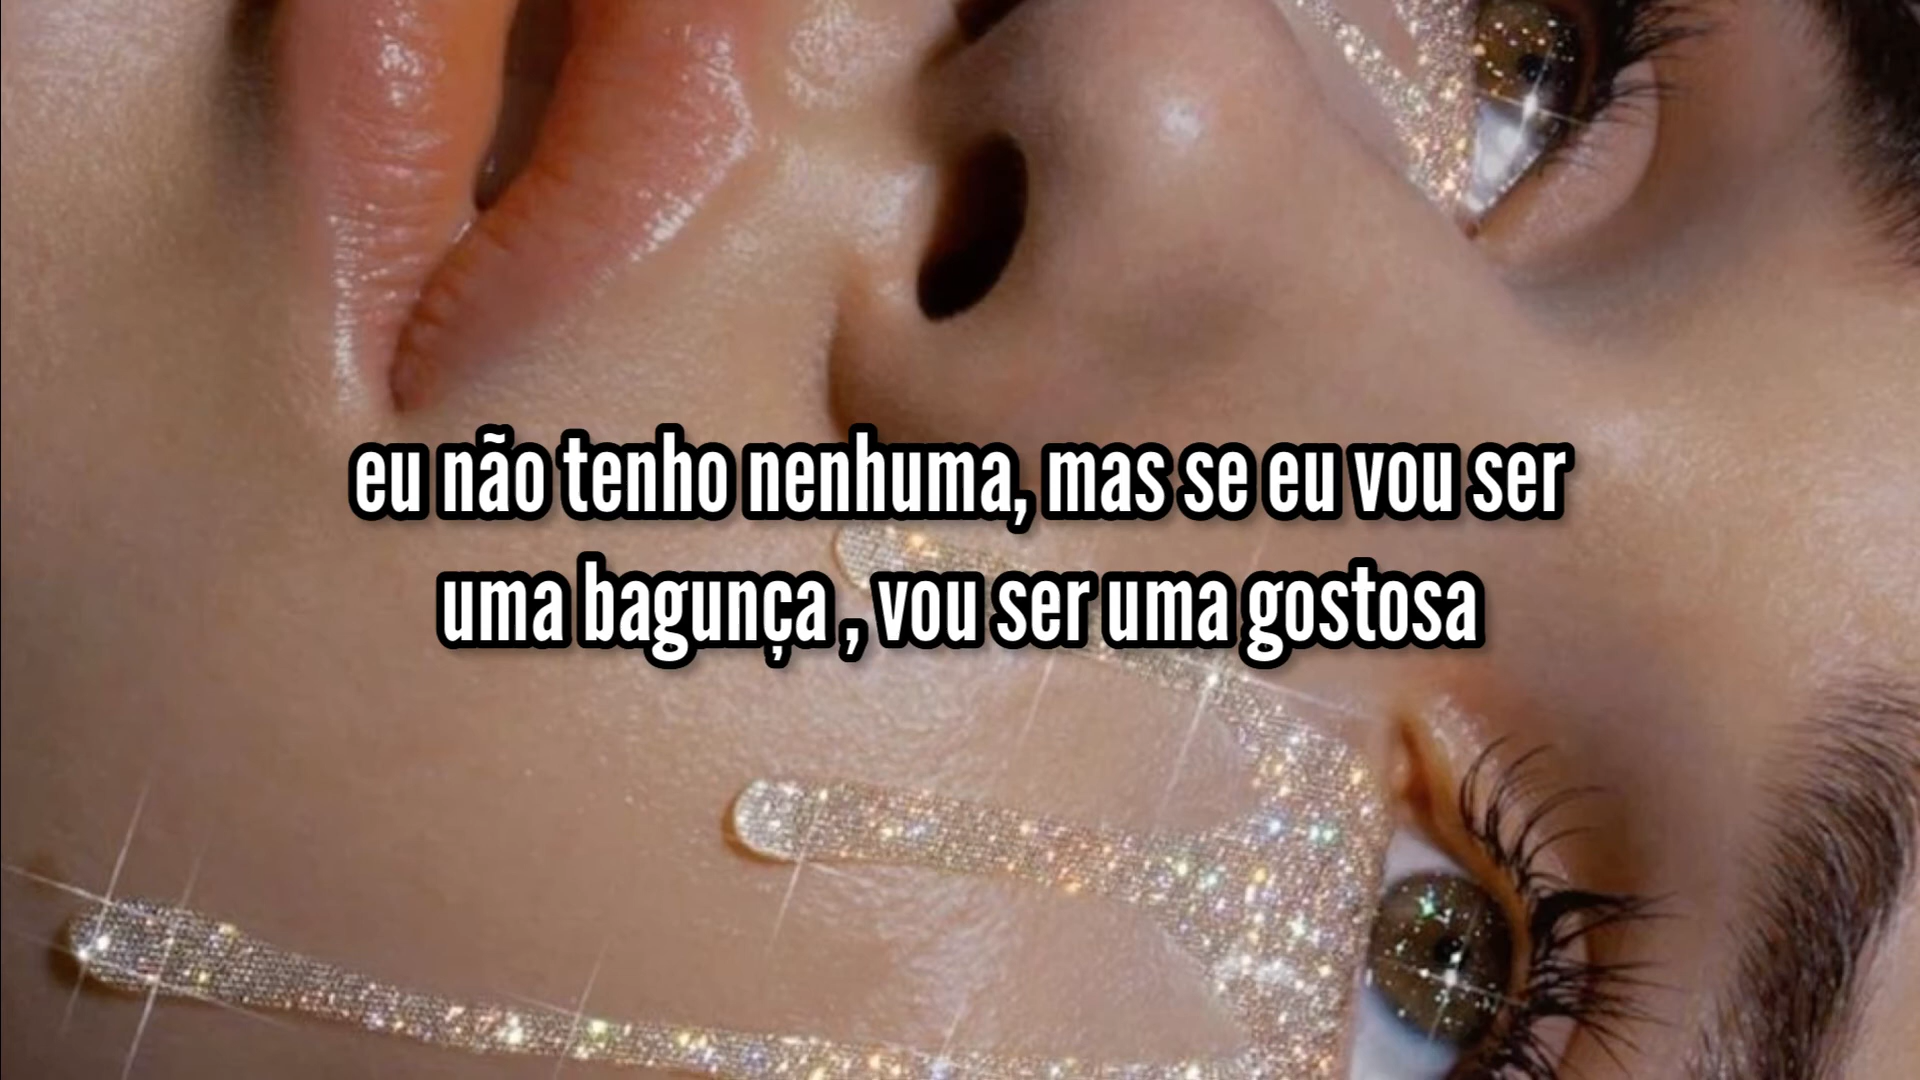 eu não tenho nenhuma, mas se eu vou ser
uma bagunça , vou ser uma gostosa